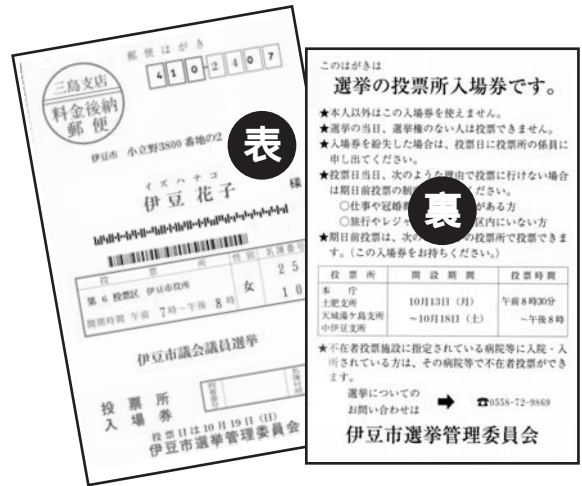 郵便はがき
410-2407
三島支店
料金後納
郵便
伊豆市 小立野3800 番地の2
表
イズ ハナコ
伊豆 花子 様
投票所 性別 名簿番号
第 6 投票区 伊豆市役所 女 25
開閉時間 午前 7時〜午後 8時 10
伊豆市議会議員選挙
投票所
入場券
投票日は10月19日(日)
伊豆市選挙管理委員会
このはがきは
選挙の投票所入場券です。
★本人以外はこの入場券を使えません。
★選挙の当日、選挙権のない人は投票できません。
★入場券を紛失した場合は、投票日に投票所の係員に
申し出てください。
★投票日当日、次のような理由で投票に行けない場合
は期日前投票の制 ください。
○仕事や冠婚 がある方
○旅行やレジャ 区内にいない方
裏
★期日前投票は、次の の投票所で投票できま
す。(この入場券をお持ちください。)
投票所 開設期間 投票時間
本 庁
土肥支所 10月13日(月) 午前8時30分
天城湯ケ島支所 〜10月18日(土) 〜午後8時
中伊豆支所
★不在者投票施設に指定されている病院等に入院・入
所されている方は、その病院等で不在者投票ができ
ます。
選挙についての
お問い合わせは ➡ ☎0558-72-9869
伊豆市選挙管理委員会